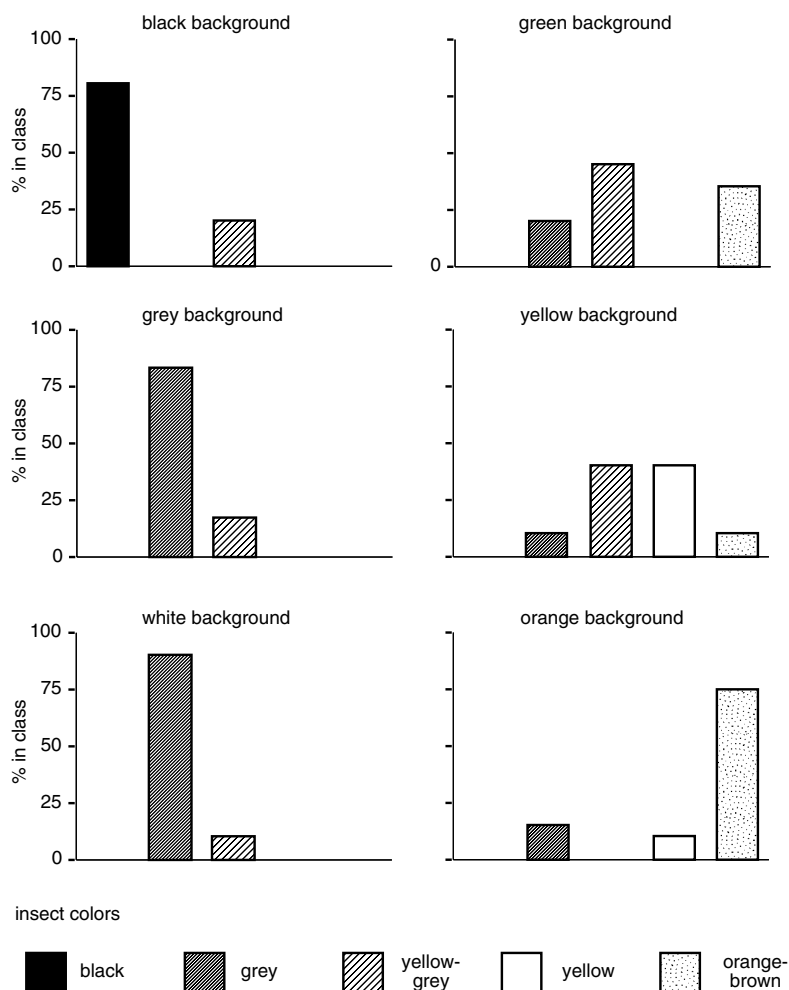 black background
green background
100
75
50
25
0
0
% in class
grey background
yellow background
100
75
50
25
0
% in class
white background
orange background
100
75
50
25
0
% in class
insect colors
black
grey
yellow-
grey
yellow
orange-
brown